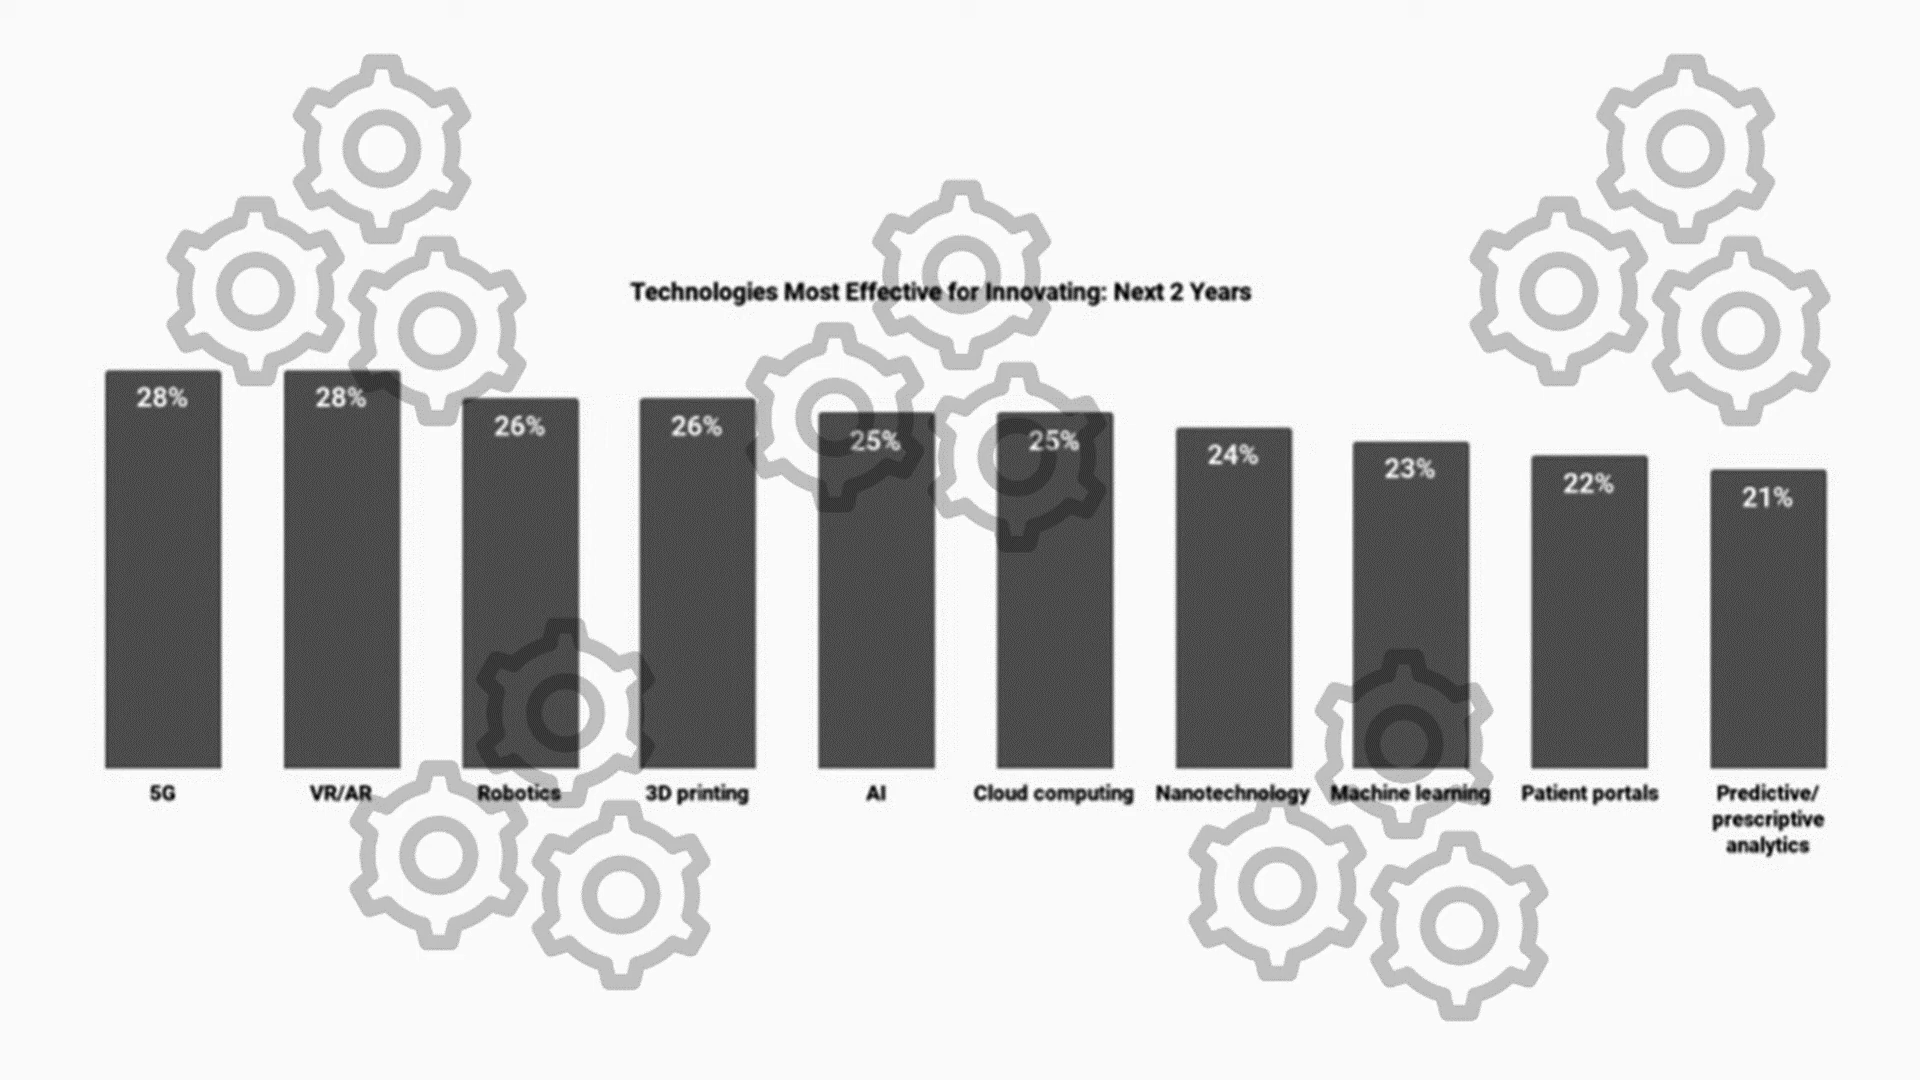 Technologies Most Effective for Innovating: Next 2 Years
28%
28%
26%
26%
25%
25%
24%
23%
22%
21%
5G
VR/AR
Robotics
3D printing
AI
Cloud computing
Nanotechnology
Machine learning
Patient portals
Predictive/
prescriptive
analytics